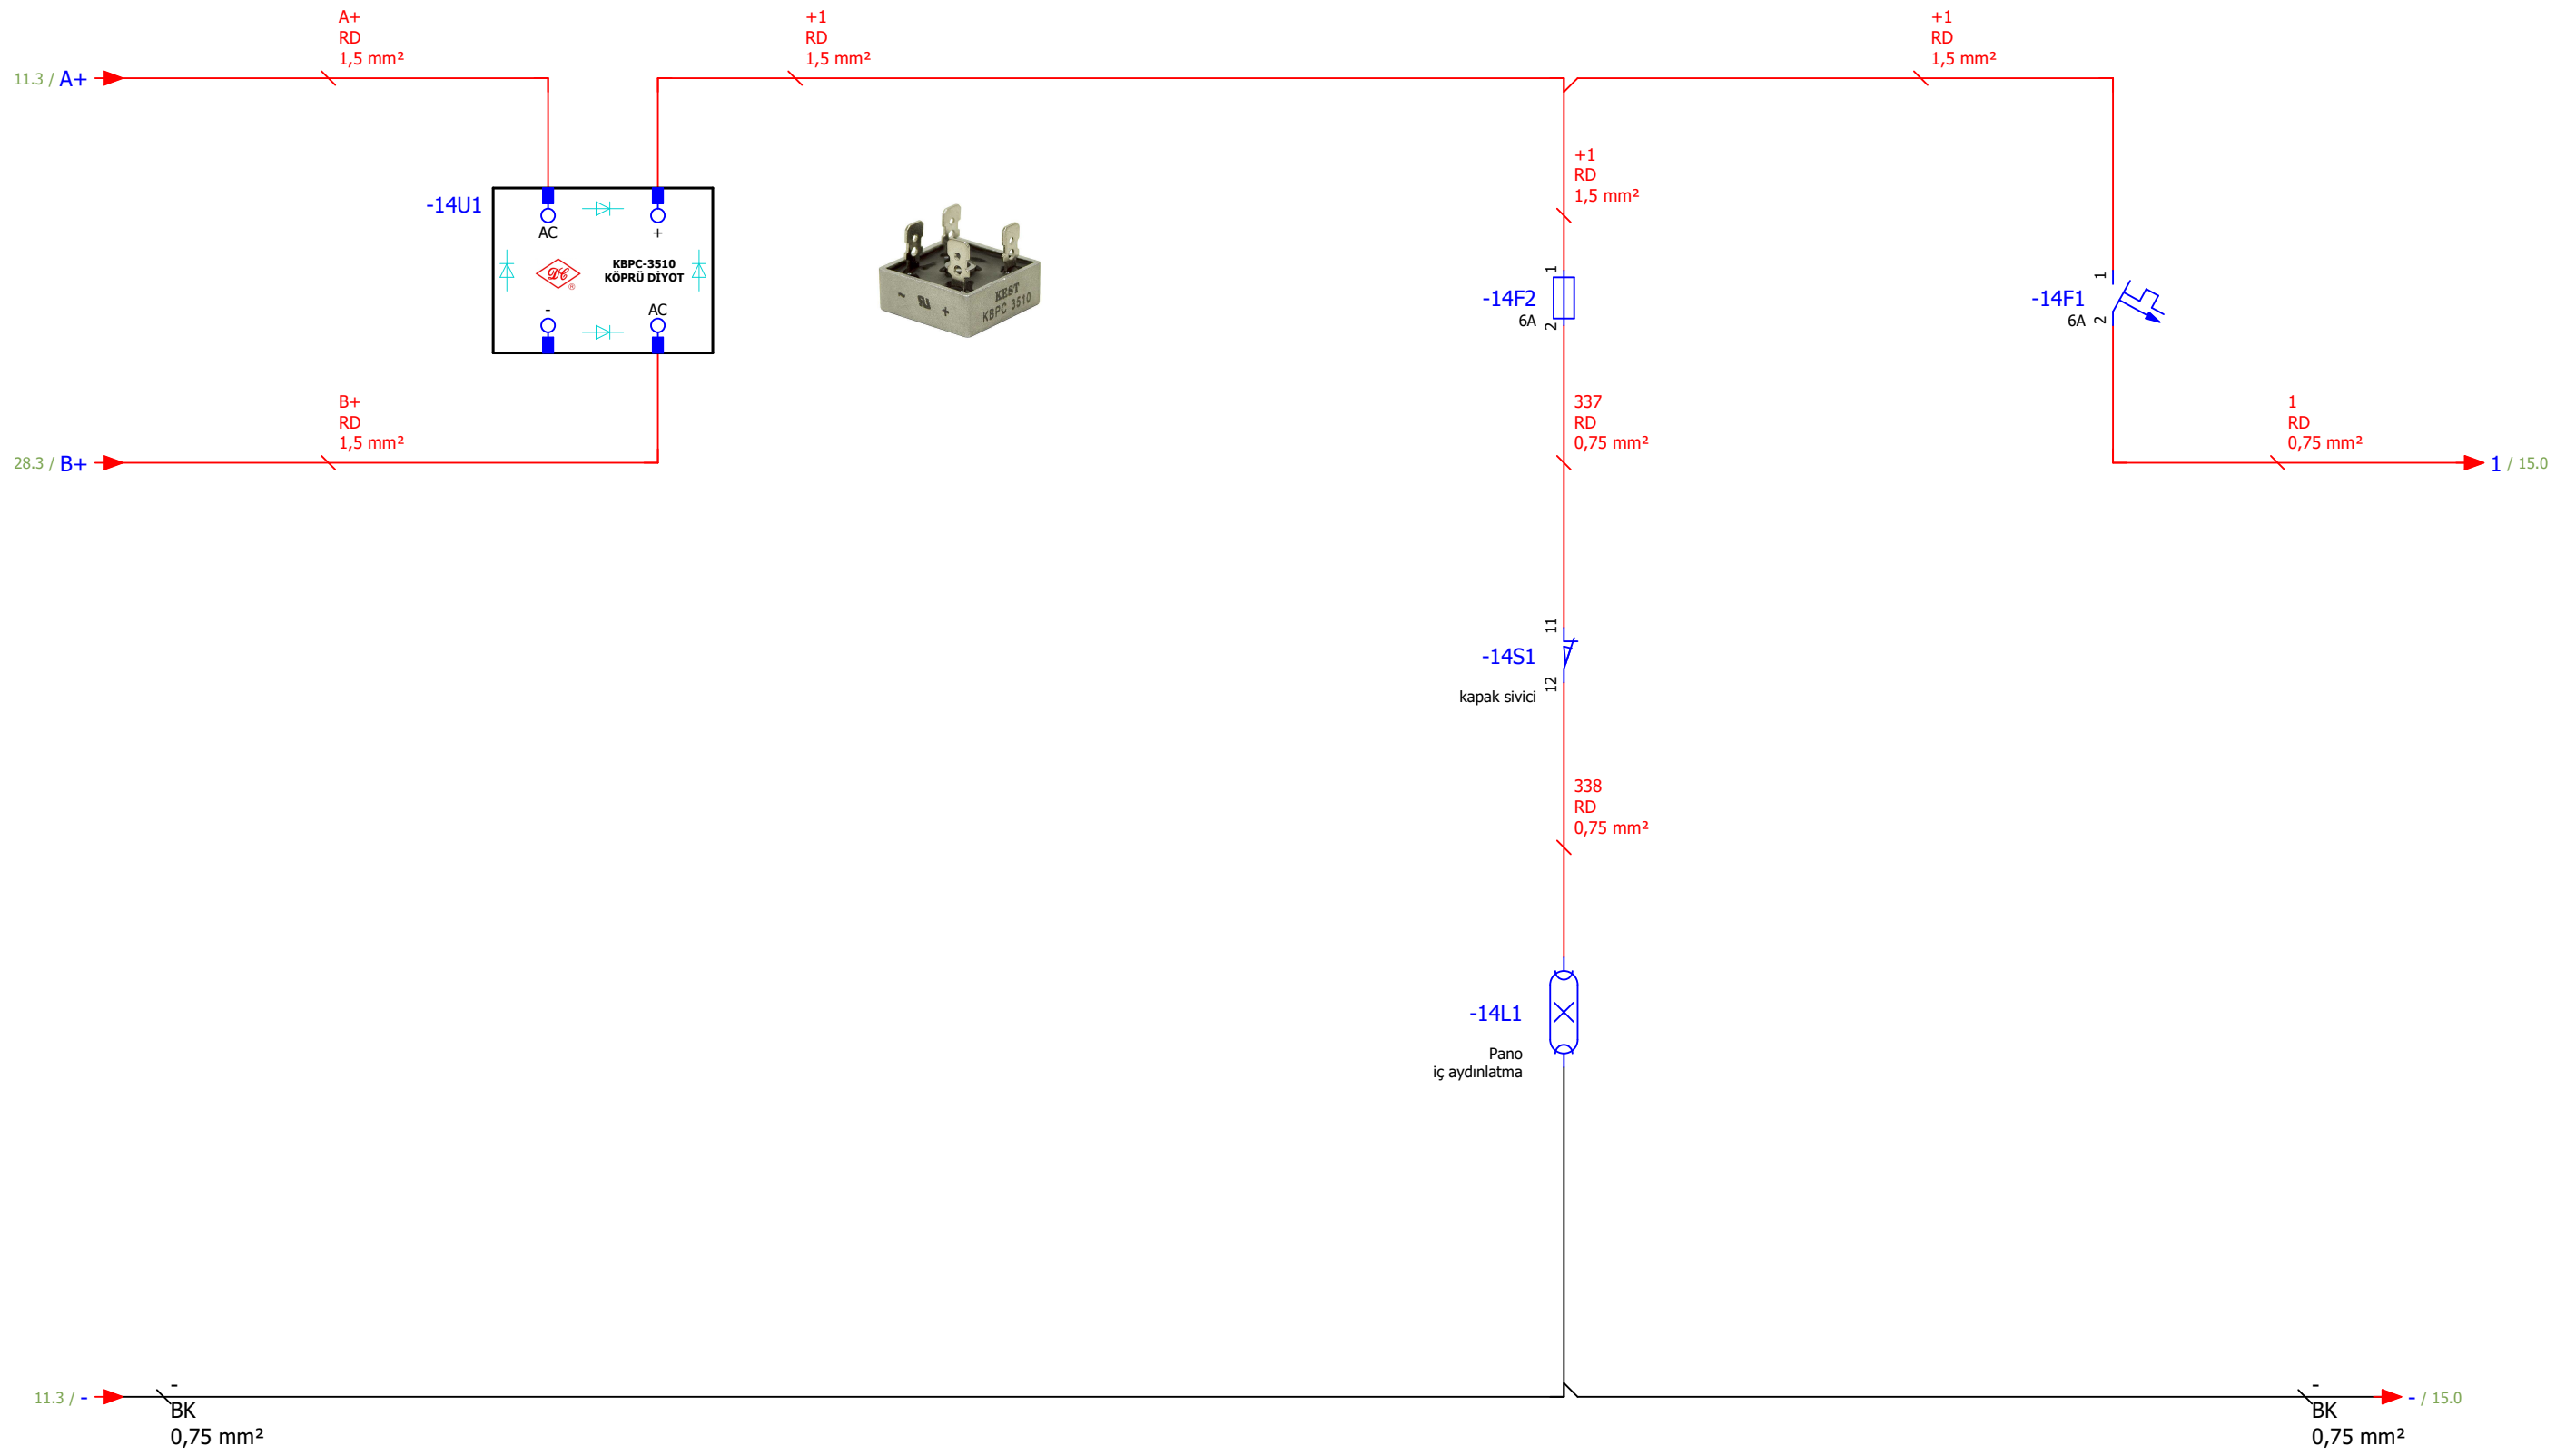 A+
RD
1,5 mm²
+1
RD
1,5 mm²
+1
RD
1,5 mm²
11.3 / A+
+1
RD
1,5 mm²
-14U1
AC
+
KBPC-3510
KÖPRÜ DİYOT
DC
®
-
AC
~
+
KEST
KBPC 3510
1
-14F2
6A
2
1
-14F1
6A
2
B+
RD
1,5 mm²
337
RD
0,75 mm²
1
RD
0,75 mm²
28.3 / B+
1 / 15.0
11
-14S1
12
kapak sivici
338
RD
0,75 mm²
-14L1
Pano
iç aydınlatma
11.3 / -
-
BK
0,75 mm²
-
BK
0,75 mm²
- / 15.0